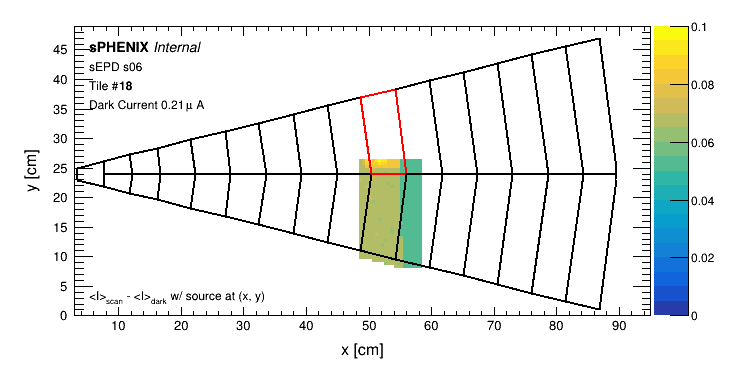 sPHENIX Internal
sEPD s06
Tile #18
Dark Current 0.21 μ A
<I>scan - <I>dark w/ source at (x, y)
y [cm]
45
40
35
30
25
20
15
10
5
0
10 20 30 40 50 60 70 80 90
x [cm]
0.1
0.08
0.06
0.04
0.02
0